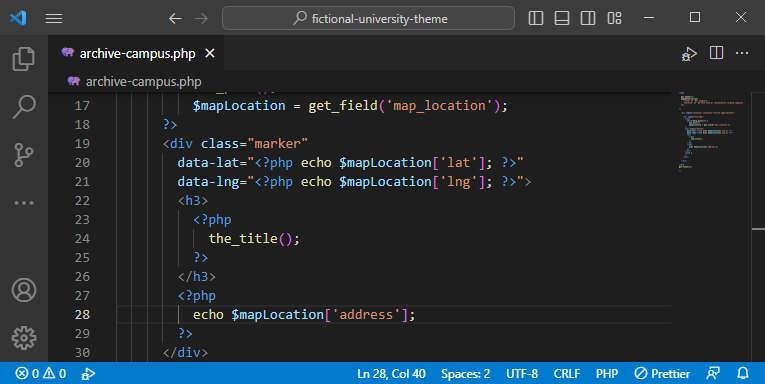 fictional-university-theme
archive-campus.php
archive-campus.php
17 $mapLocation = get_field('map_location');
18 ?>
19 <div class="marker"
20 data-lat="<?php echo $mapLocation['lat']; ?>"
21 data-lng="<?php echo $mapLocation['lng']; ?>">
22 <h3>
23 <?php
24 the_title();
25 ?>
26 </h3>
27 <?php
28 echo $mapLocation['address'];
29 ?>
30 </div>
0 0 Ln 28, Col 40 Spaces: 2 UTF-8 CRLF PHP Prettier